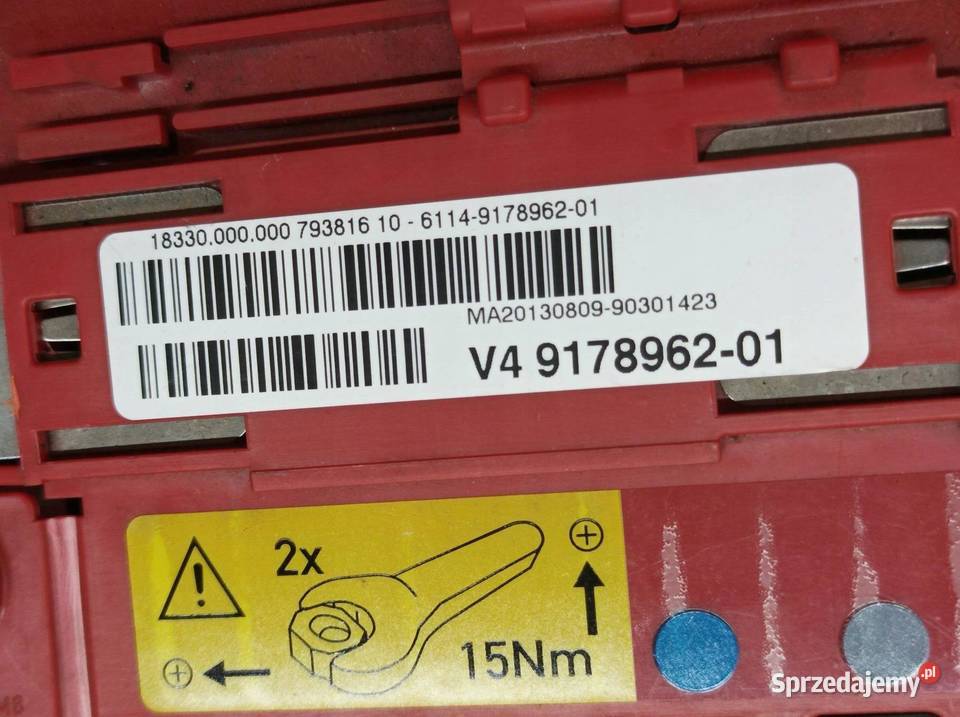 18330.000.000 793816 10 - 6114-9178962-01
MA20130809-90301423
V4 9178962-01
2x
15Nm
Sprzedajemy.pl